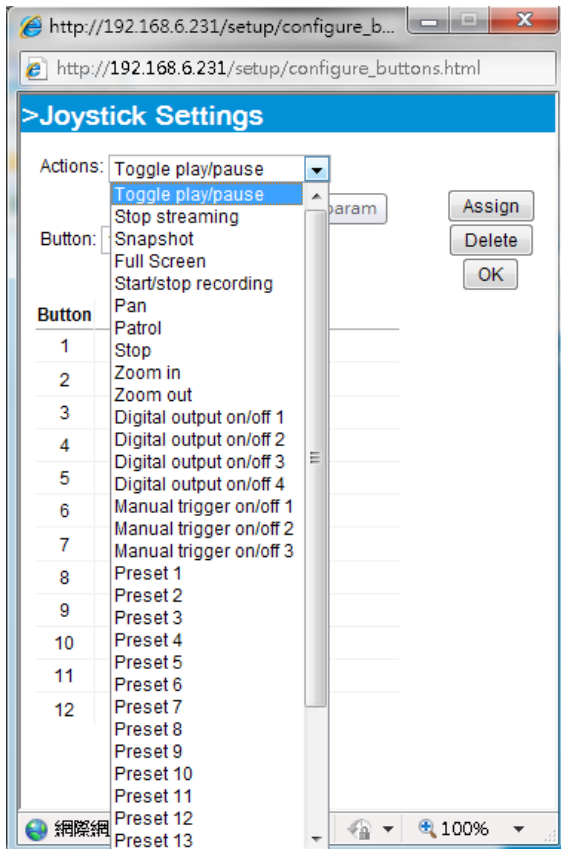 http://192.168.6.231/setup/configure_b...
http://192.168.6.231/setup/configure_buttons.html
>Joystick Settings
Actions: Toggle play/pause
Toggle play/pause
param
Assign
Stop streaming
Button:
Snapshot
Delete
Full Screen
OK
Start/stop recording
Button
Pan
Patrol
1
Stop
2
Zoom in
Zoom out
3
Digital output on/off 1
4
Digital output on/off 2
Digital output on/off 3
5
Digital output on/off 4
6
Manual trigger on/off 1
Manual trigger on/off 2
7
Manual trigger on/off 3
8
Preset 1
Preset 2
9
Preset 3
10
Preset 4
Preset 5
11
Preset 6
12
Preset 7
Preset 8
Preset 9
Preset 10
Preset 11
Preset 12
Preset 13
網際網
100%